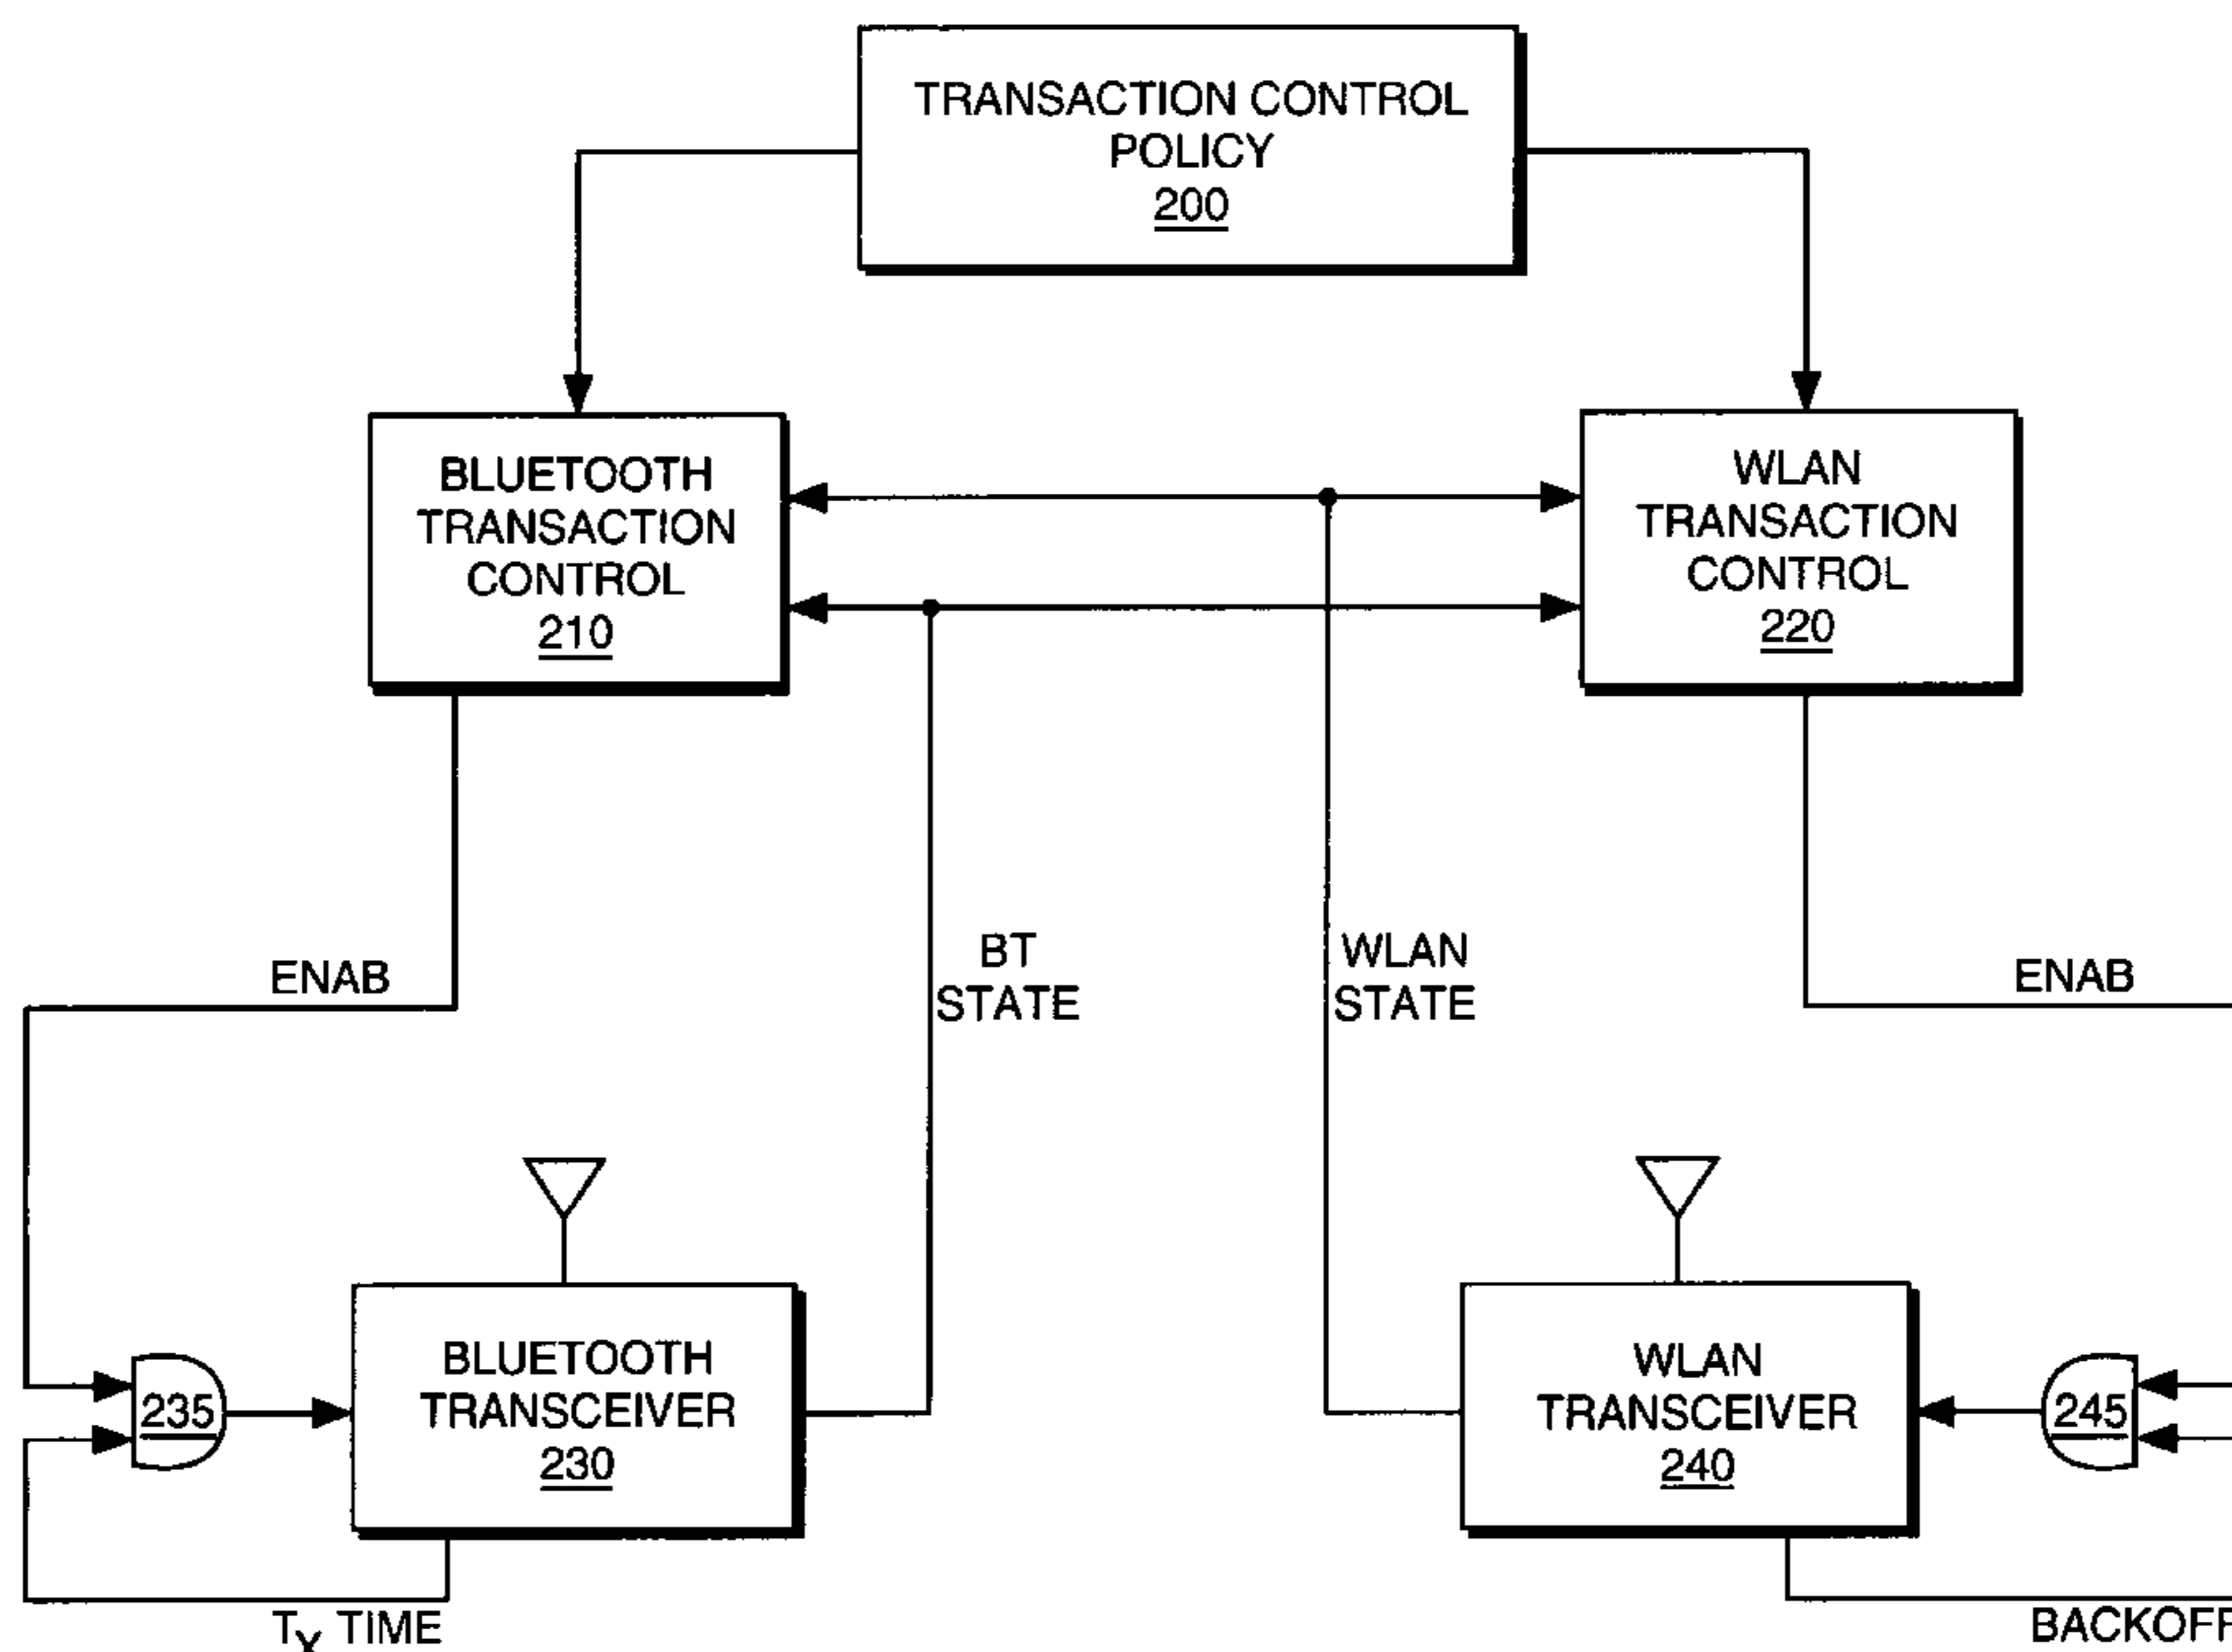 TRANSACTION CONTROL
POLICY
200
BLUETOOTH
TRANSACTION
CONTROL
210
WLAN
TRANSACTION
CONTROL
220
ENAB
BT
STATE
WLAN
STATE
ENAB
235
BLUETOOTH
TRANSCEIVER
230
WLAN
TRANSCEIVER
240
245
TX TIME
BACKOFF